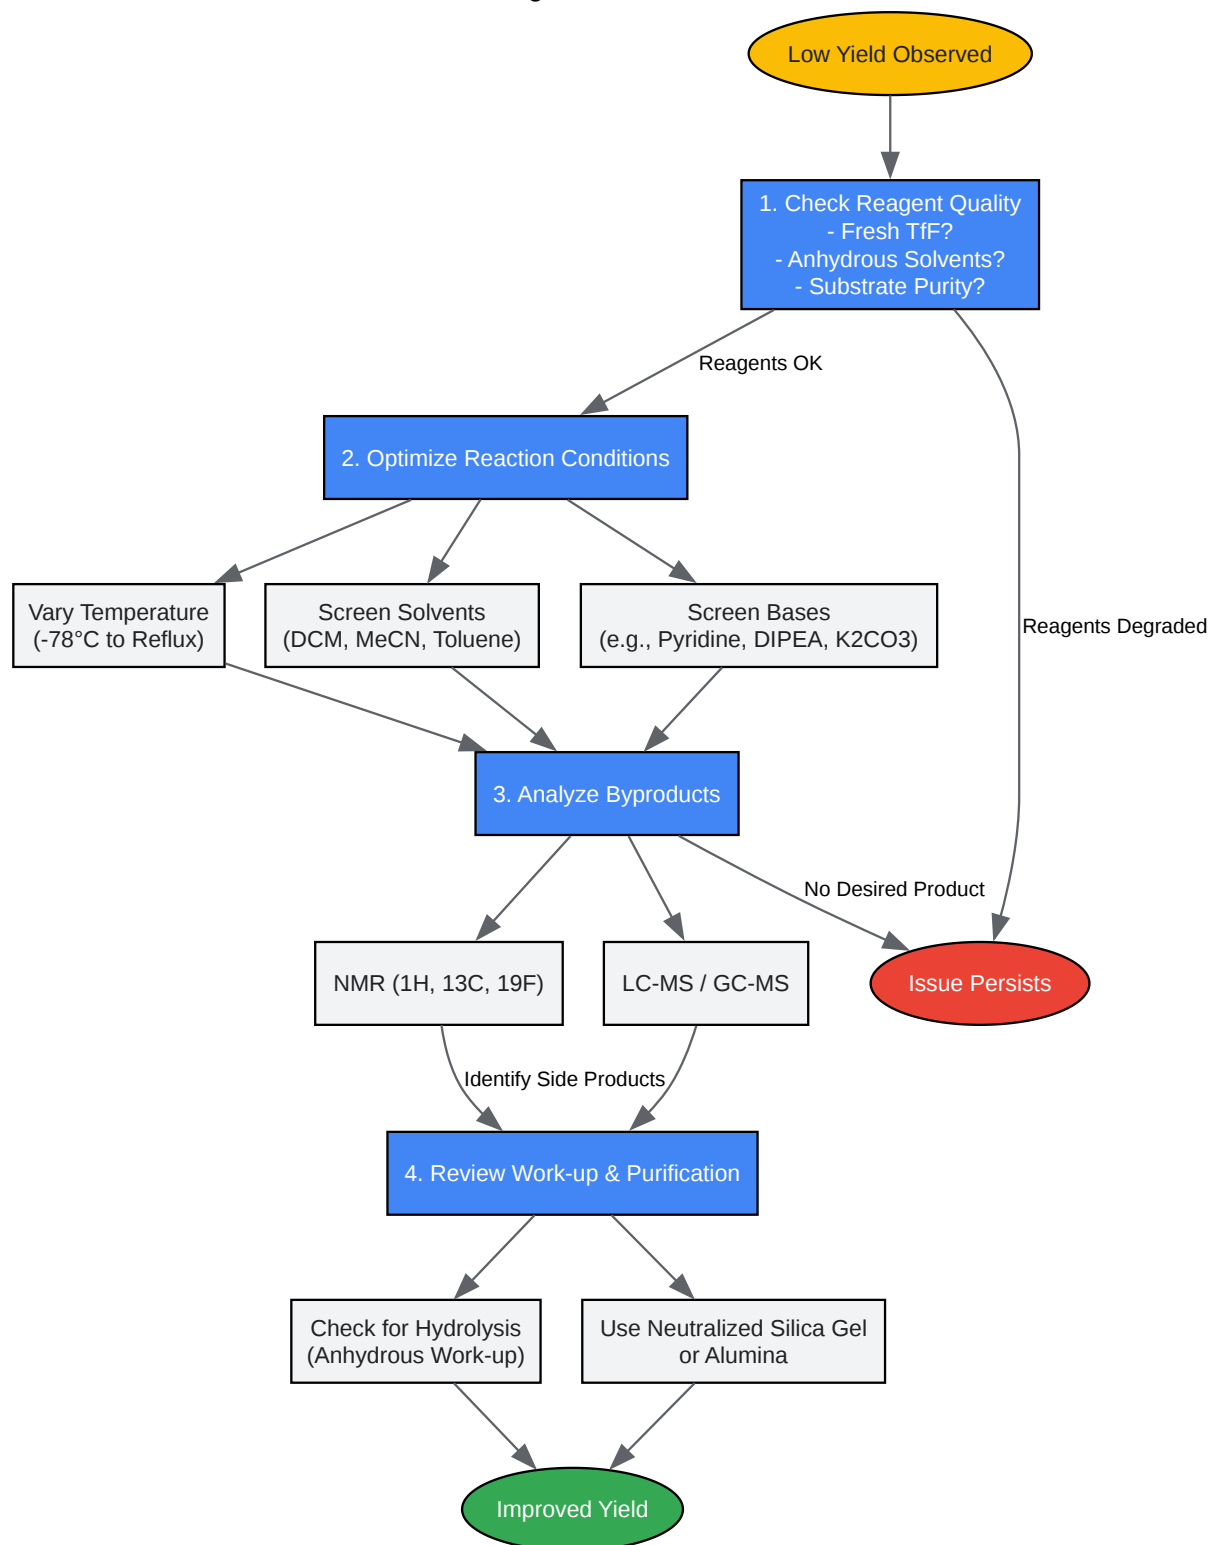 Low Yield Observed
1. Check Reagent Quality
- Fresh TfF?
- Anhydrous Solvents?
- Substrate Purity?
Reagents OK
2. Optimize Reaction Conditions
Vary Temperature
(-78°C to Reflux)
Screen Solvents
(DCM, MeCN, Toluene)
Screen Bases
(e.g., Pyridine, DIPEA, K2CO3)
Reagents Degraded
3. Analyze Byproducts
No Desired Product
NMR (1H, 13C, 19F)
LC-MS / GC-MS
Issue Persists
Identify Side Products
4. Review Work-up & Purification
Check for Hydrolysis
(Anhydrous Work-up)
Use Neutralized Silica Gel
or Alumina
Improved Yield